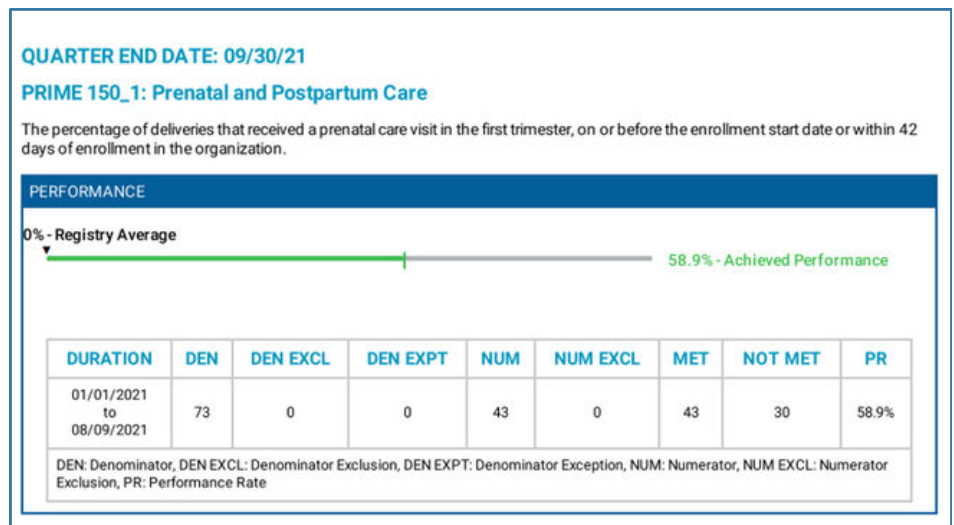 QUARTER END DATE: 09/30/21
PRIME 150_1: Prenatal and Postpartum Care
The percentage of deliveries that received a prenatal care visit in the first trimester, on or before the enrollment start date or within 42
days of enrollment in the organization.
PERFORMANCE
0% - Registry Average
58.9% - Achieved Performance
DURATION DEN DEN EXCL DEN EXPT NUM NUM EXCL MET NOT MET PR
01/01/2021
to
08/09/2021
73 0 0 43 0 43 30 58.9%
DEN: Denominator, DEN EXCL: Denominator Exclusion, DEN EXPT: Denominator Exception, NUM: Numerator, NUM EXCL: Numerator
Exclusion, PR: Performance Rate